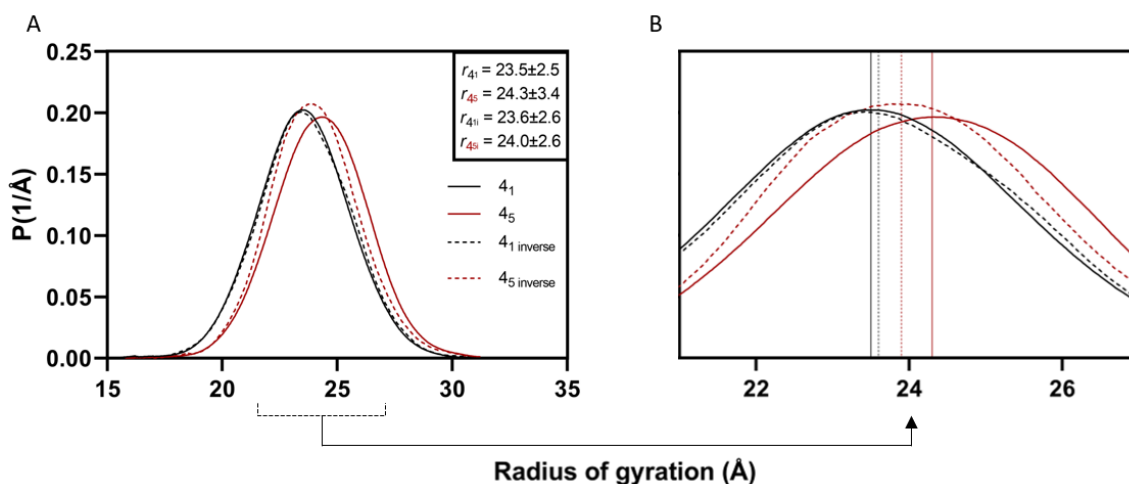 A
B
0.25
0.20
0.15
0.10
0.05
0.00
P(1/Å)
r41 = 23.5±2.5
r45 = 24.3±3.4
r41i = 23.6±2.6
r45i = 24.0±2.6
41
45
41 inverse
45 inverse
15 20 25 30 35
22 24 26
Radius of gyration (Å)